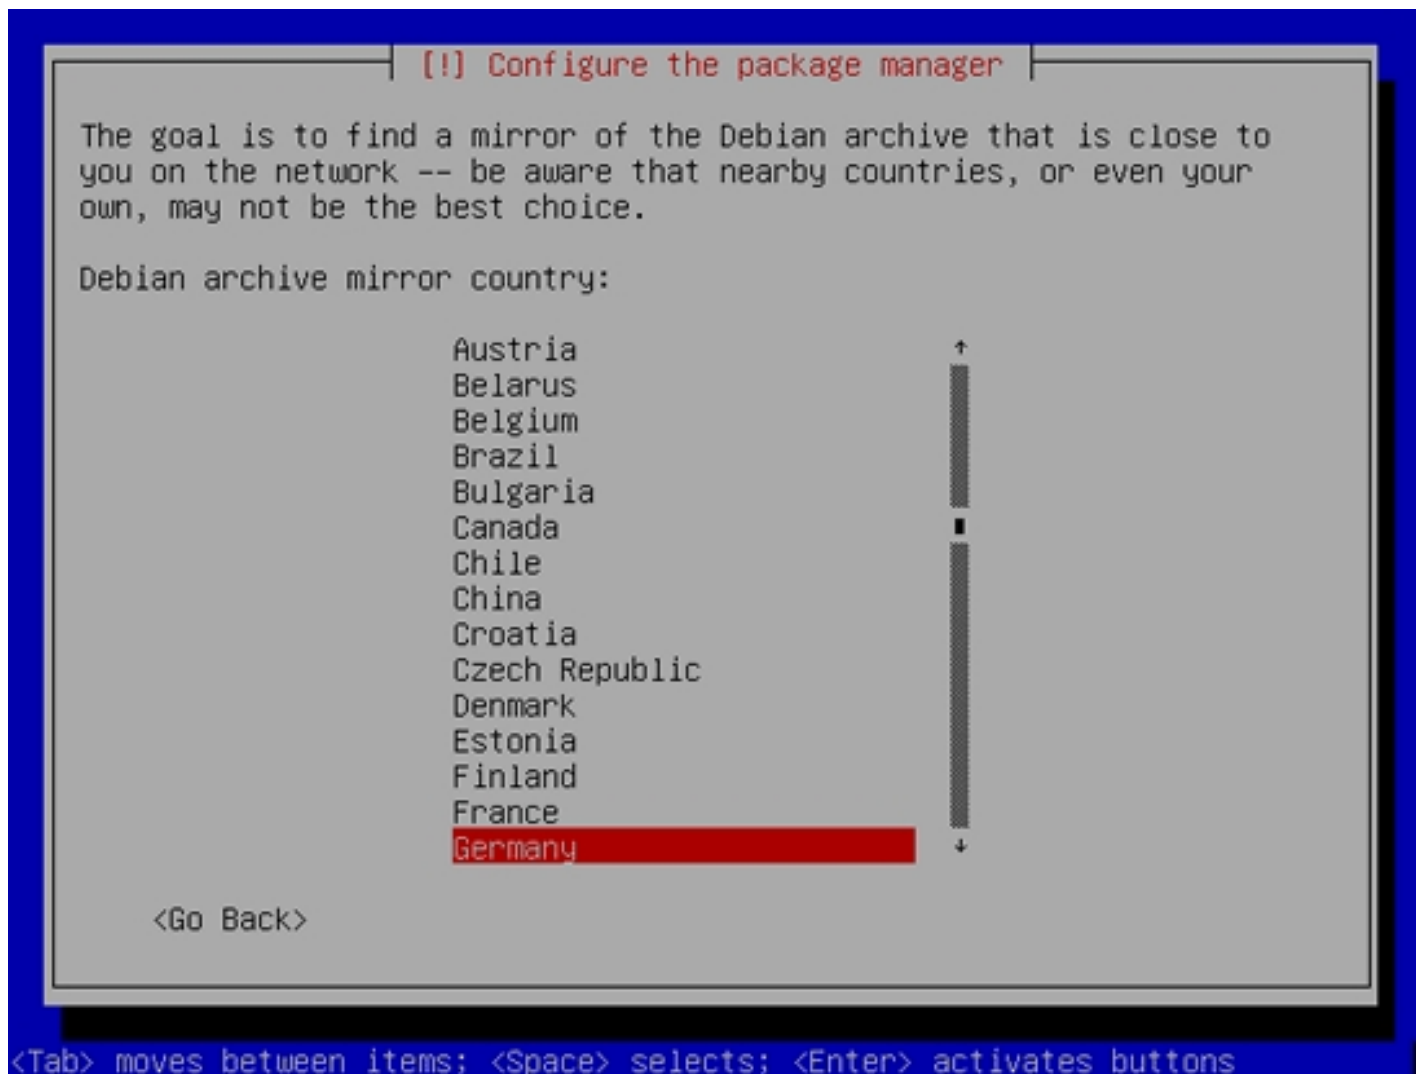 [!] Configure the package manager
The goal is to find a mirror of the Debian archive that is close to
you on the network -- be aware that nearby countries, or even your
own, may not be the best choice.
Debian archive mirror country:
Austria
Belarus
Belgium
Brazil
Bulgaria
Canada
Chile
China
Croatia
Czech Republic
Denmark
Estonia
Finland
France
Germany
<Go Back>
<Tab> moves between items; <Space> selects; <Enter> activates buttons